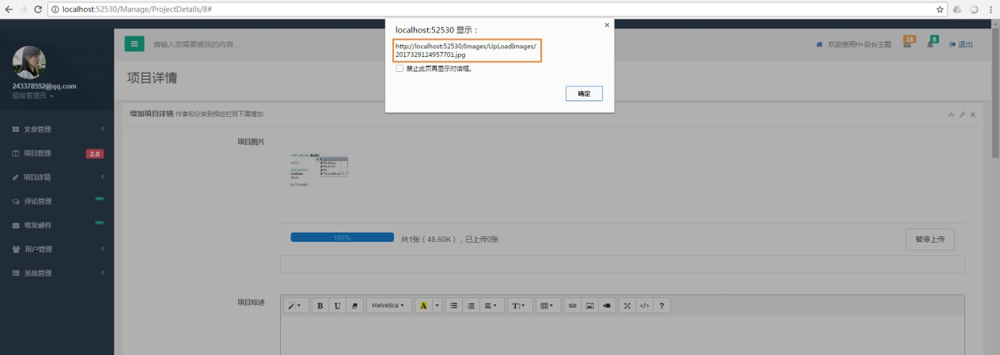 localhost:52530/Manage/ProjectDetails/8#
localhost:52530 显示：
http://localhost:52530/Images/UpLoadImages/
2017329124957701.jpg
禁止此页再显示对话框。
确定
请输入您需要查找的内容 …
欢迎使用H+后台主题
16
8
退出
243378592@qq.com
超级管理员
项目详情
增加项目详情 作者和分类到相应栏目下面增加
文章管理
项目管理
2.0
项目详情
评论管理
收发邮件
用户管理
系统管理
项目图片
100%
共1张（48.60K），已上传0张
暂停上传
项目综述
B
U
Helvetica
A
T
</>
?